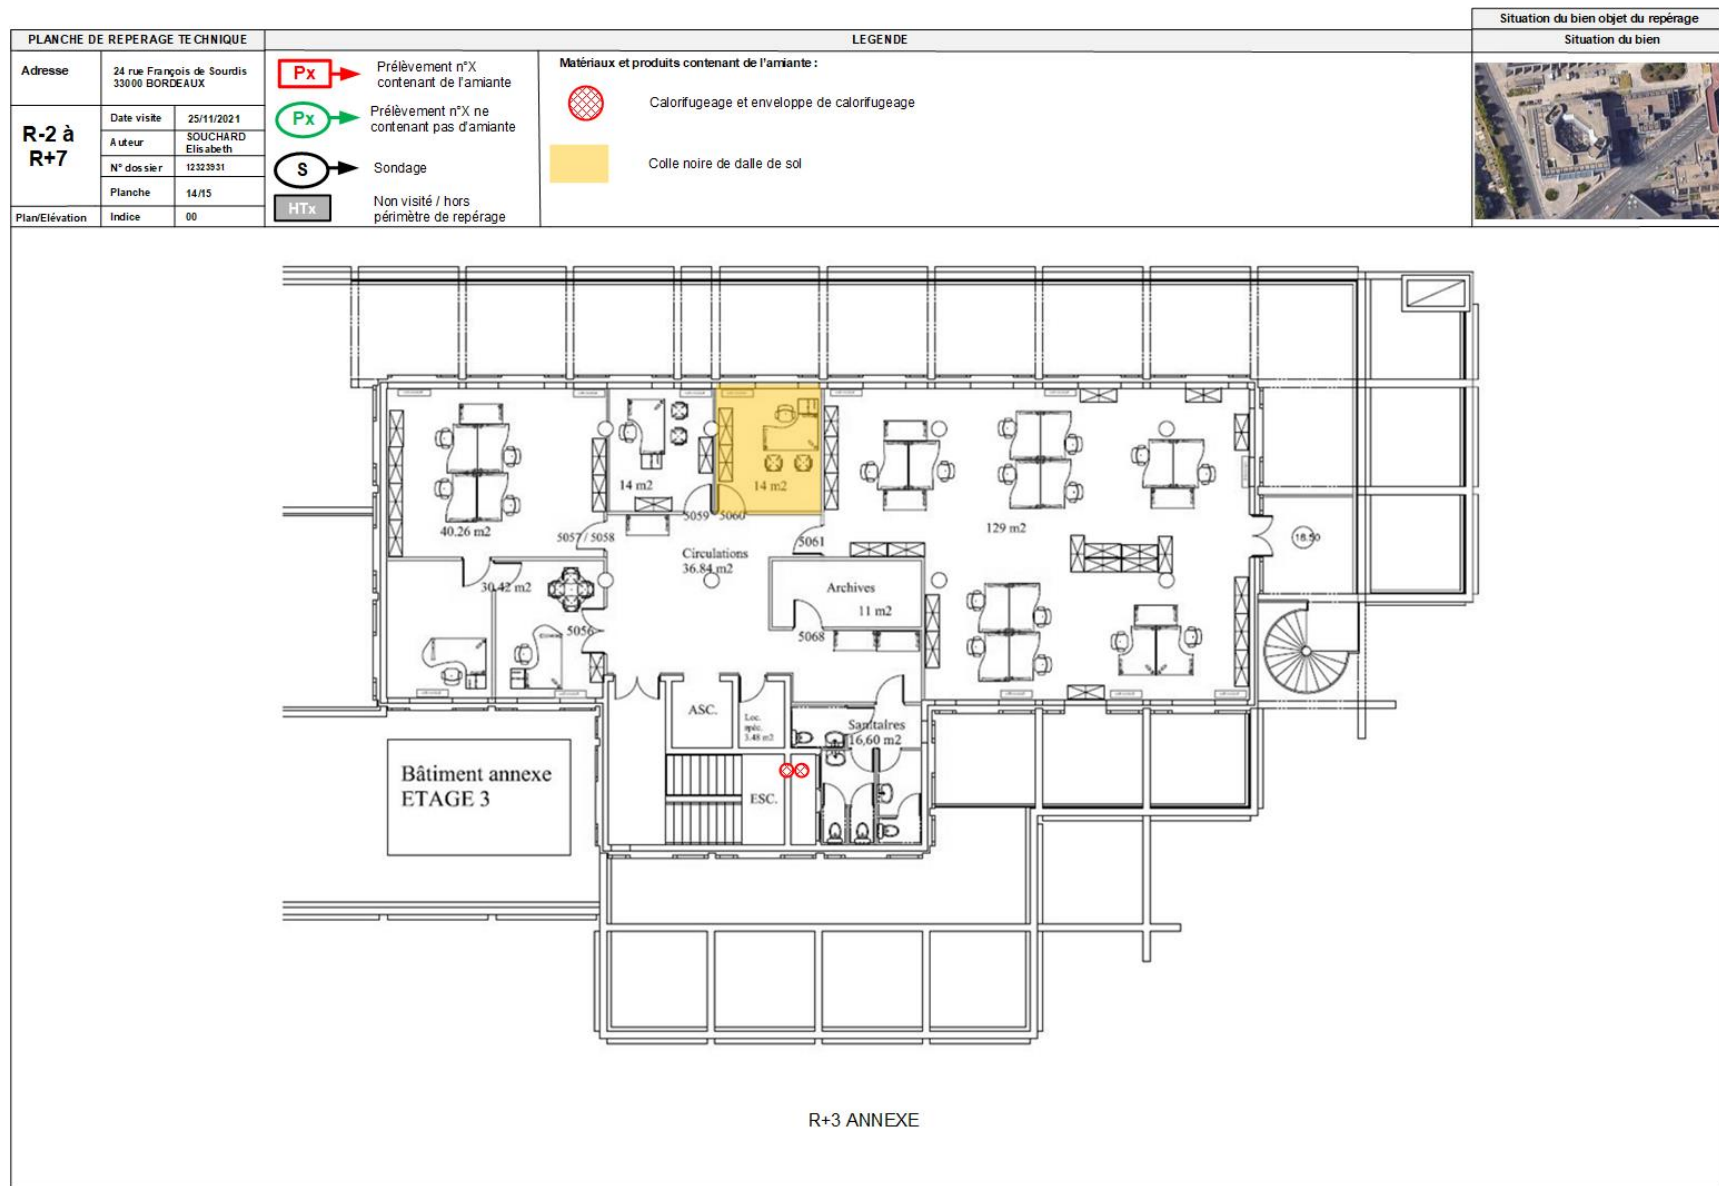 Situation du bien objet du repérage
PLANCHE DE REPERAGE TECHNIQUE
LEGENDE
Situation du bien
Adresse
24 rue François de Sourdis
33000 BORDEAUX
R-2 à
R+7
Date visite
25/11/2021
Auteur
SOUCHARD
Elisabeth
N° dossier
12323931
Planche
14/15
Plan/Elévation
Indice
00
Px
Prélèvement n°X
contenant de l'amiante
Px
Prélèvement n°X ne
contenant pas d'amiante
S
Sondage
HTx
Non visité / hors
périmètre de repérage
Matériaux et produits contenant de l'amiante :
Calorifugeage et enveloppe de calorifugeage
Colle noire de dalle de sol
14 m2
14 m2
5059
5060
40.26 m2
5057 / 5058
5061
129 m2
18.50
Circulations
36.84 m2
30.42 m2
Archives
11 m2
5056
5068
ASC.
Loc.
spéc.
3.48 m2
Sanitaires
16,60 m2
ESC.
Bâtiment annexe
ETAGE 3
R+3 ANNEXE